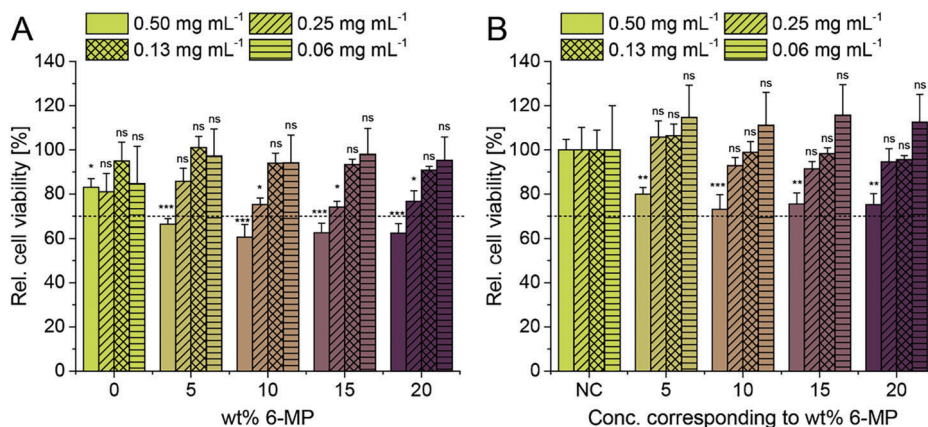 A
0.50 mg mL⁻¹ 0.25 mg mL⁻¹
0.13 mg mL⁻¹ 0.06 mg mL⁻¹
Rel. cell viability [%]
140
120
100
80
60
40
20
0
* ns ns ns
*** ns ns ns
*** * ns ns
*** * ns ns
*** * ns ns
0 5 10 15 20
wt% 6-MP
B
0.50 mg mL⁻¹ 0.25 mg mL⁻¹
0.13 mg mL⁻¹ 0.06 mg mL⁻¹
Rel. cell viability [%]
140
120
100
80
60
40
20
0
** ns ns ns
*** ns ns ns
** ns ns ns
** ns ns ns
NC 5 10 15 20
Conc. corresponding to wt% 6-MP